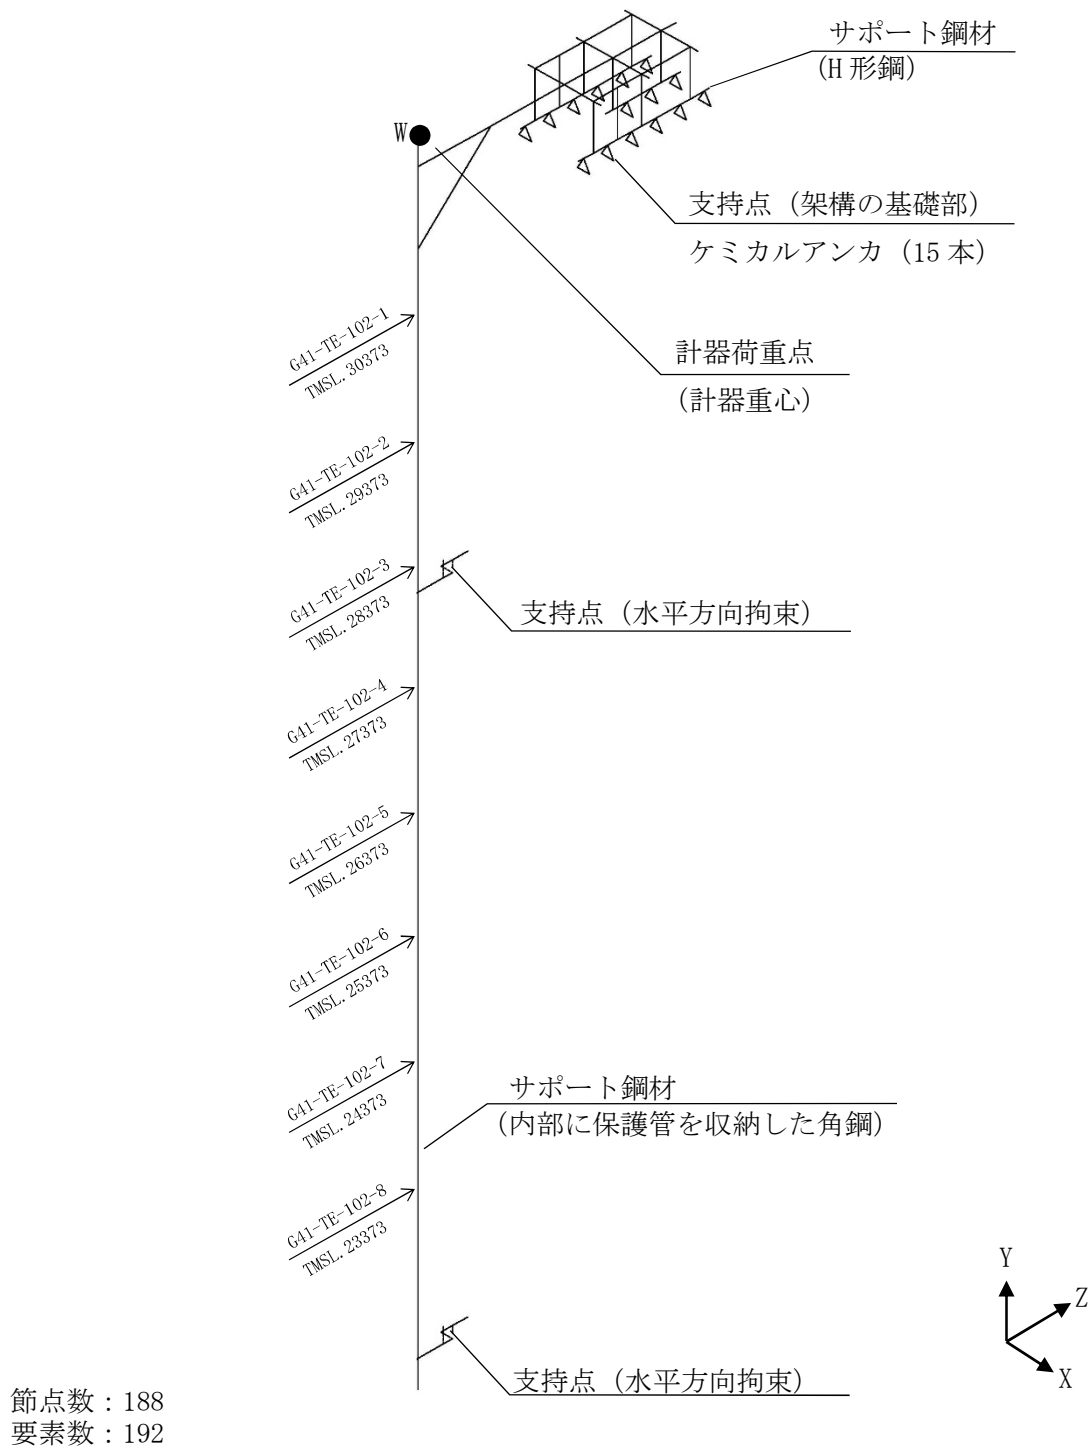 サポート鋼材
(H 形鋼)
W
支持点（架構の基礎部）
ケミカルアンカ（15 本）
G41-TE-102-1
TMSL.30373
計器荷重点
(計器重心)
G41-TE-102-2
TMSL.29373
G41-TE-102-3
TMSL.28373
支持点（水平方向拘束）
G41-TE-102-4
TMSL.27373
G41-TE-102-5
TMSL.26373
G41-TE-102-6
TMSL.25373
G41-TE-102-7
TMSL.24373
サポート鋼材
(内部に保護管を収納した角鋼)
G41-TE-102-8
TMSL.23373
Y
Z
X
支持点（水平方向拘束）
節点数：188
要素数：192